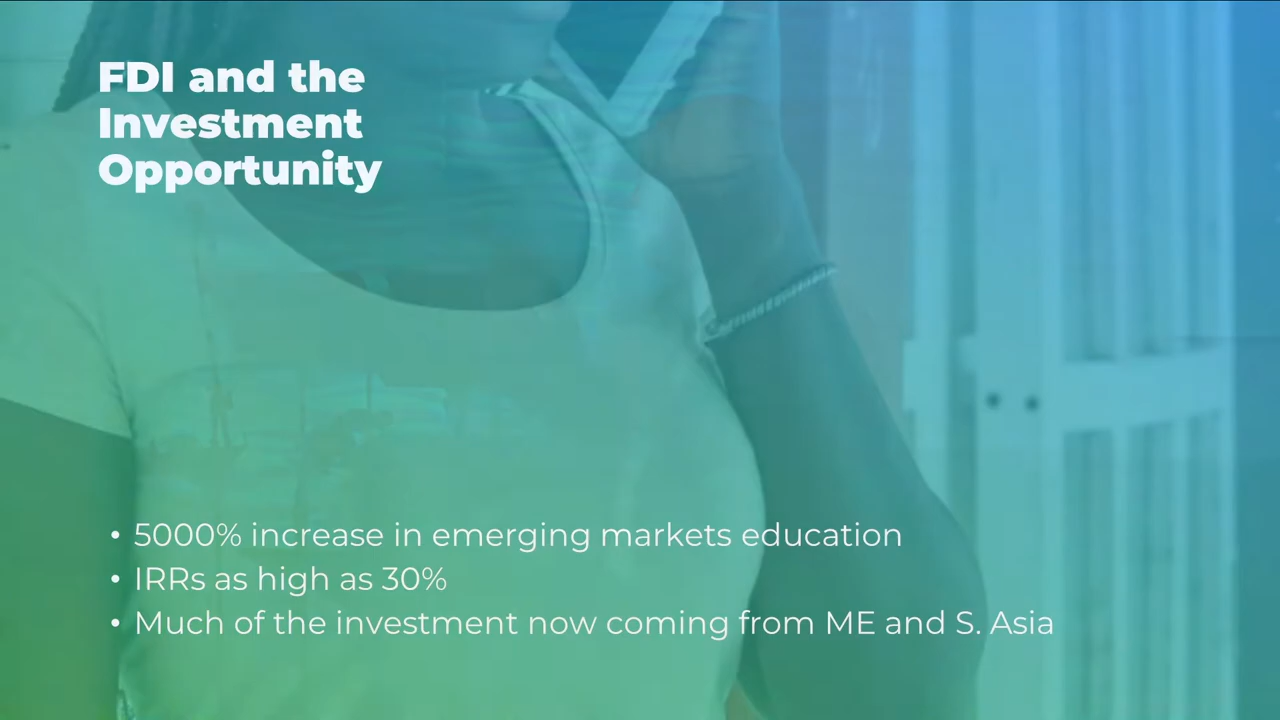 FDI and the
Investment
Opportunity
• 5000% increase in emerging markets education
• IRRs as high as 30%
• Much of the investment now coming from ME and S. Asia